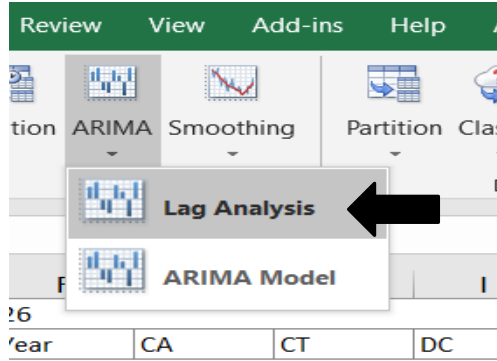 Review View Add-ins Help
tion ARIMA Smoothing Partition Clas
Lag Analysis
ARIMA Model
F I
26
Year CA CT DC